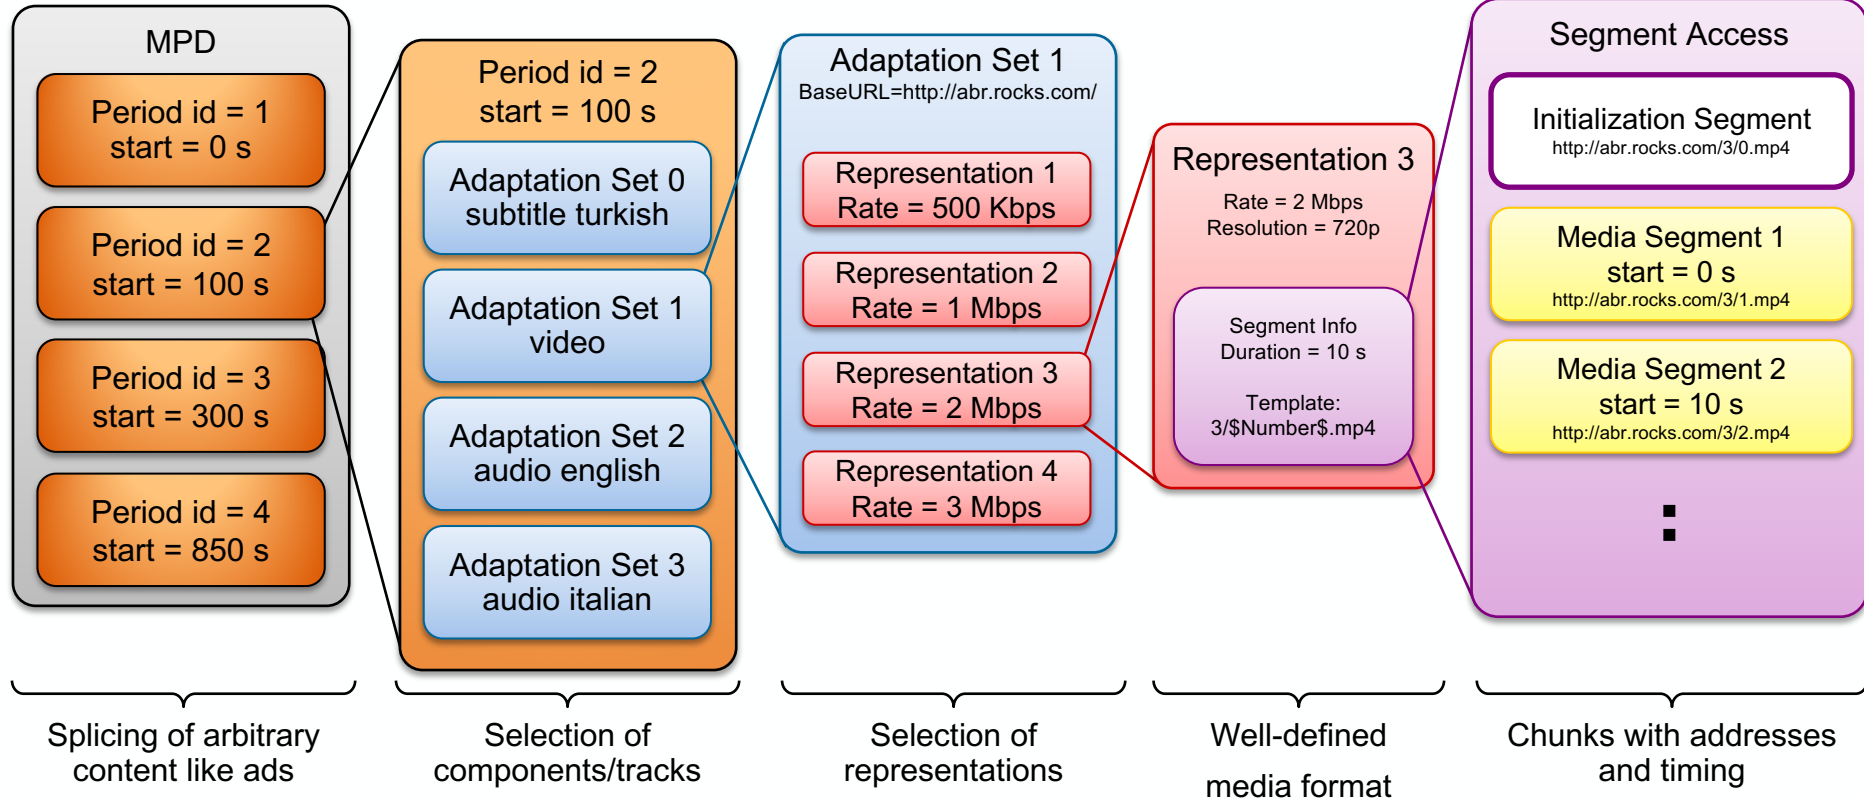 MPD
Period id = 1
start = 0 s
Period id = 2
start = 100 s
Period id = 3
start = 300 s
Period id = 4
start = 850 s
Splicing of arbitrary
content like ads
Period id = 2
start = 100 s
Adaptation Set 0
subtitle turkish
Adaptation Set 1
video
Adaptation Set 2
audio english
Adaptation Set 3
audio italian
Selection of
components/tracks
Adaptation Set 1
BaseURL=http://abr.rocks.com/
Representation 1
Rate = 500 Kbps
Representation 2
Rate = 1 Mbps
Representation 3
Rate = 2 Mbps
Representation 4
Rate = 3 Mbps
Selection of
representations
Representation 3
Rate = 2 Mbps
Resolution = 720p
Segment Info
Duration = 10 s
Template:
3/$Number$.mp4
Well-defined
media format
Segment Access
Initialization Segment
http://abr.rocks.com/3/0.mp4
Media Segment 1
start = 0 s
http://abr.rocks.com/3/1.mp4
Media Segment 2
start = 10 s
http://abr.rocks.com/3/2.mp4
:
Chunks with addresses
and timing